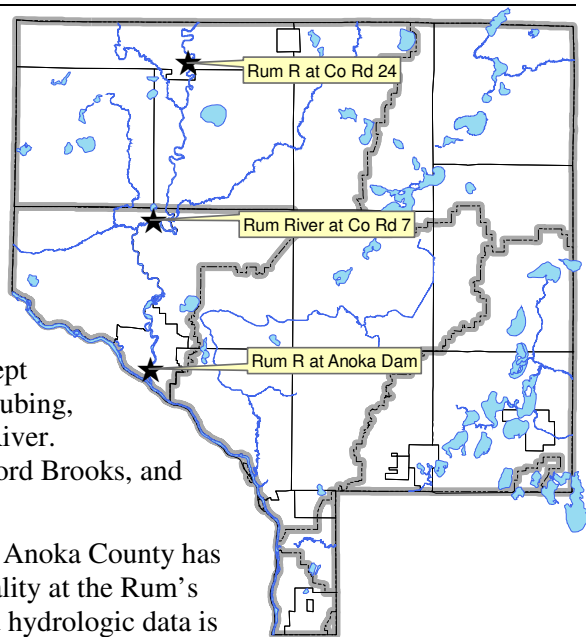 Rum R at Co Rd 24
Rum River at Co Rd 7
Rum R at Anoka Dam
ept
ubing,
River.
ord Brooks, and
Anoka County has
ality at the Rum's
hydrologic data is